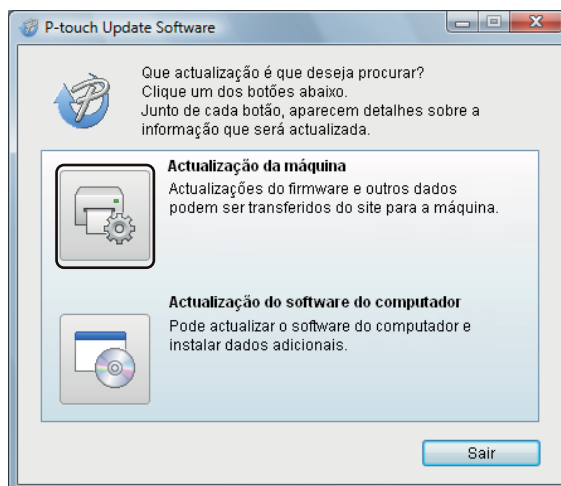 P-touch Update Software
Que actualização é que deseja procurar?
Clique um dos botões abaixo.
Junto de cada botão, aparecem detalhes sobre a
informação que será actualizada.
Actualização da máquina
Actualizações do firmware e outros dados
podem ser transferidos do site para a máquina.
Actualização do software do computador
Pode actualizar o software do computador e
instalar dados adicionais.
Sair